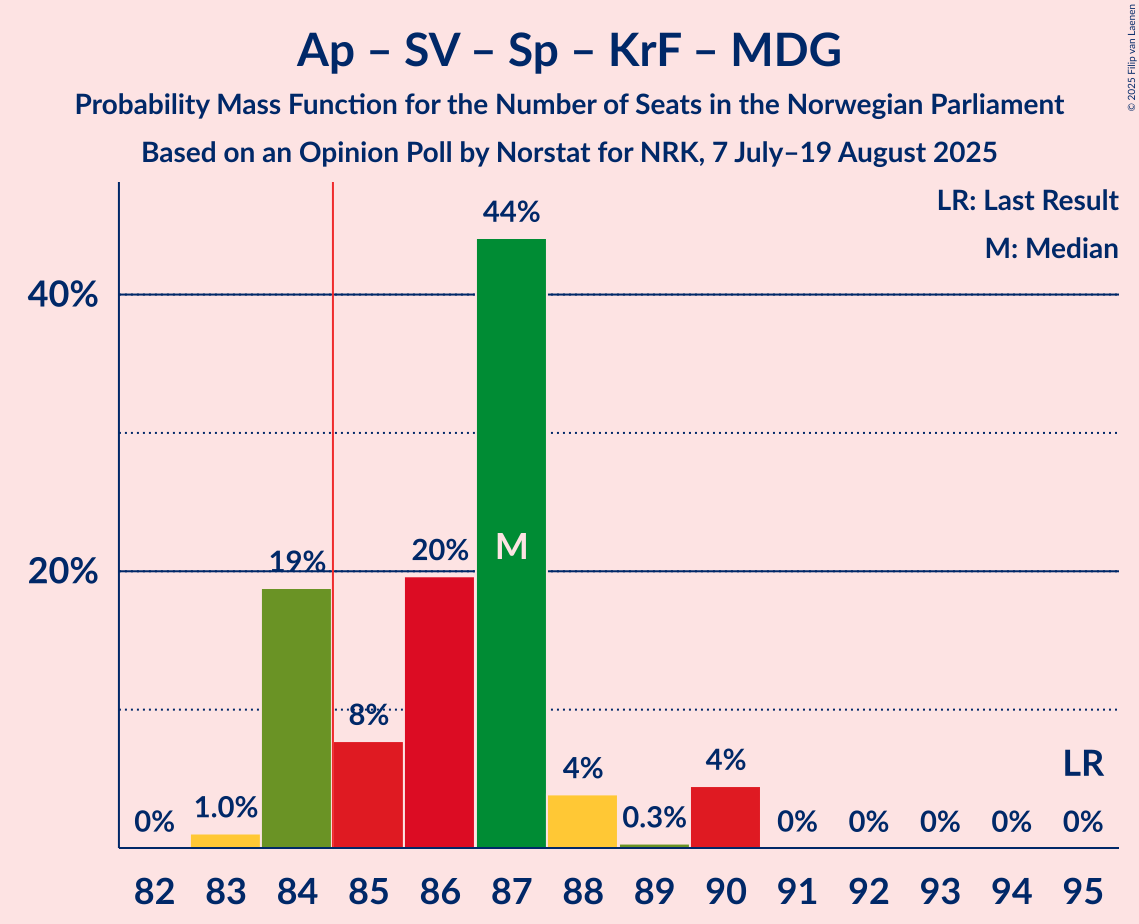 Ap – SV – Sp – KrF – MDG
Probability Mass Function for the Number of Seats in the Norwegian Parliament
Based on an Opinion Poll by Norstat for NRK, 7 July–19 August 2025
© 2025 Filip van Laenen
LR: Last Result
M: Median
40%
20%
0%
1.0%
19%
8%
20%
44%
M
4%
0.3%
4%
0%
0%
0%
0%
LR
0%
82 83 84 85 86 87 88 89 90 91 92 93 94 95